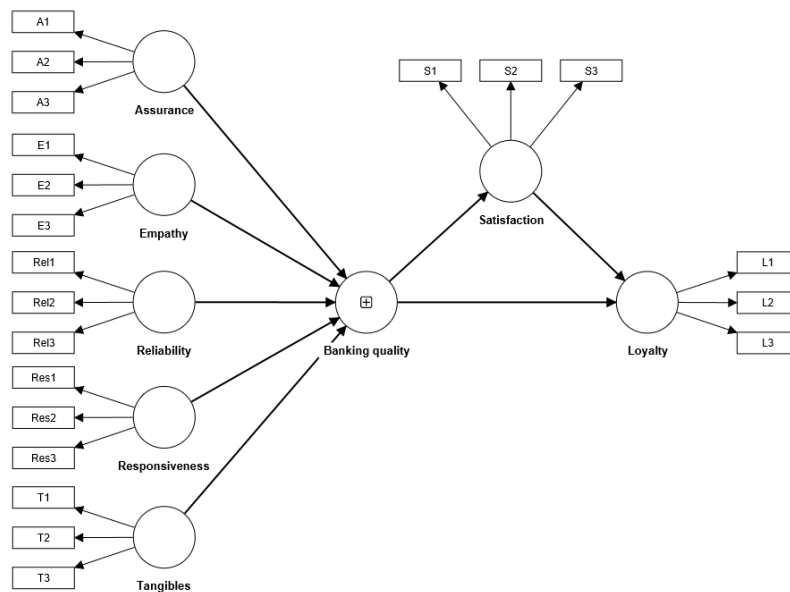 A1
A2
A3
Assurance
E1
E2
E3
Empathy
Rel1
Rel2
Rel3
Reliability
Res1
Res2
Res3
Responsiveness
T1
T2
T3
Tangibles
Banking quality
S1 S2 S3
Satisfaction
L1
L2
L3
Loyalty